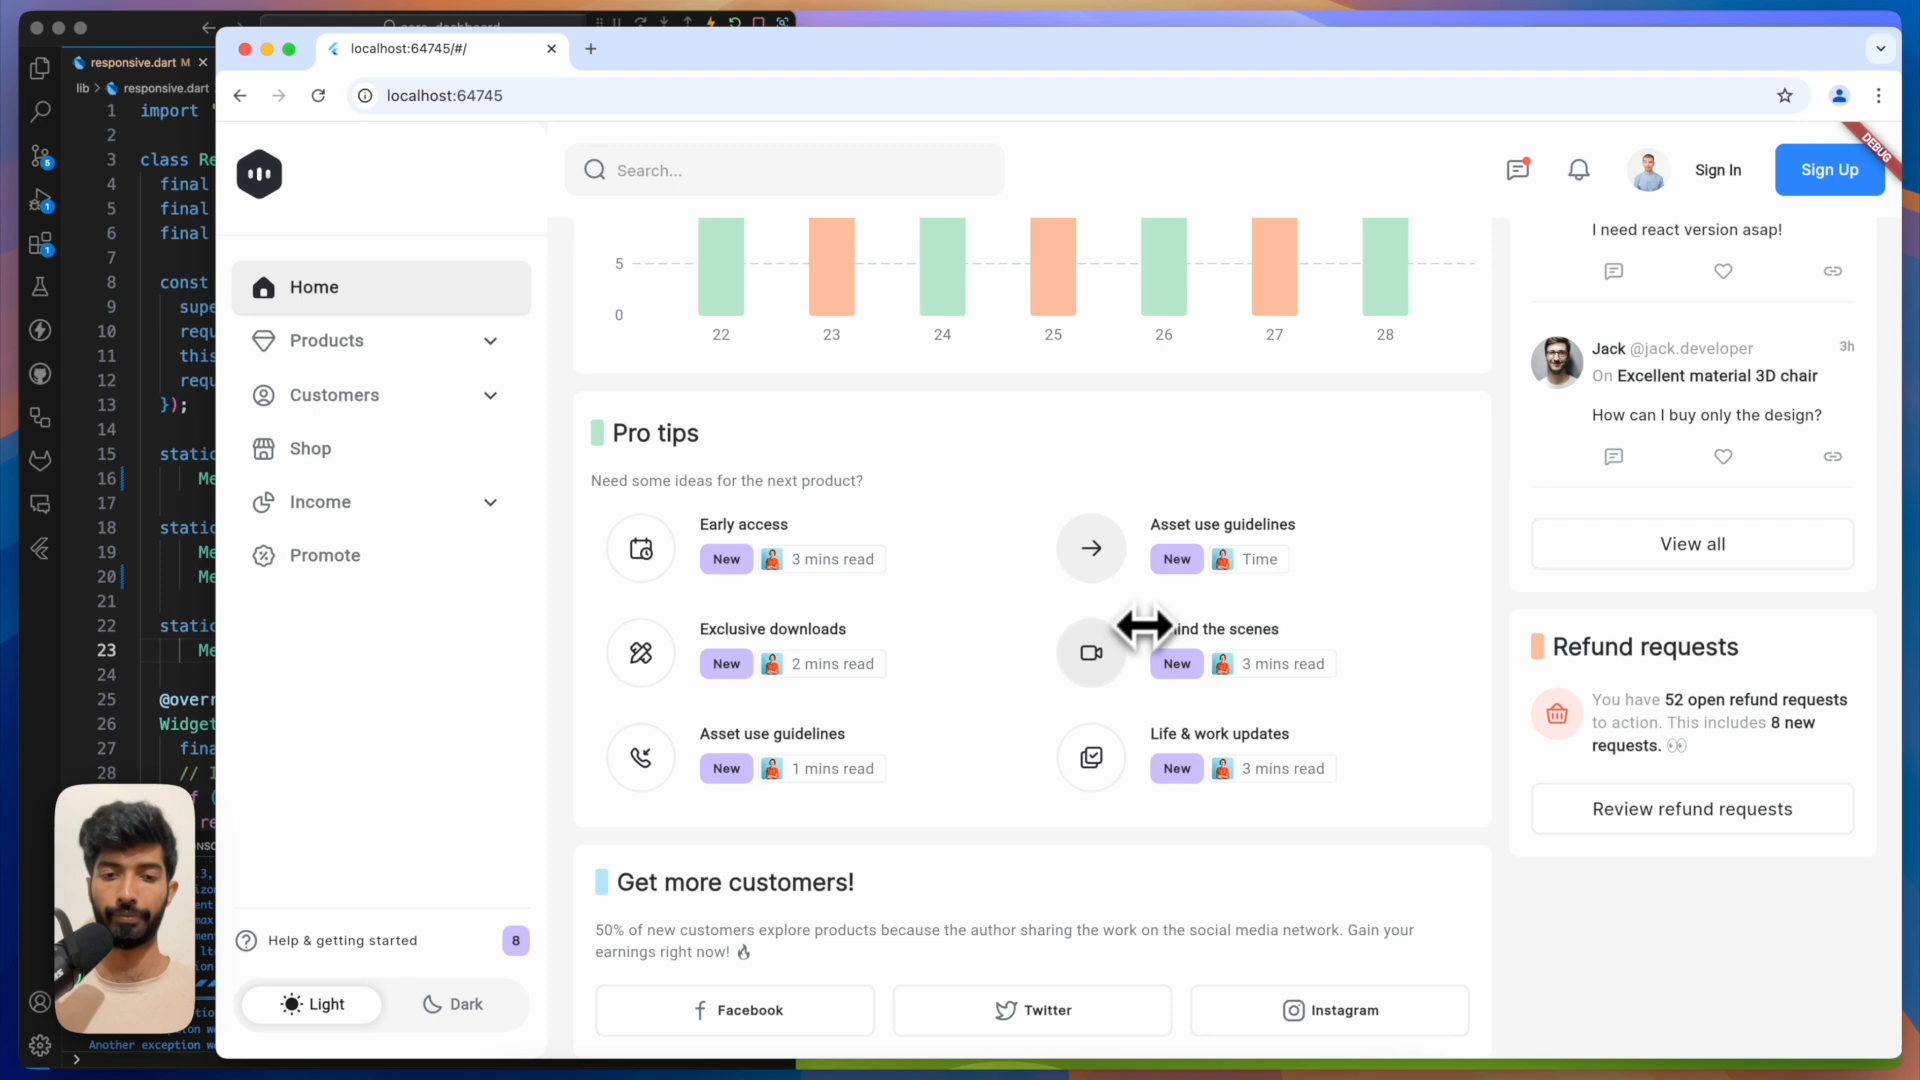 responsive.dart M
lib > responsive.dart
1 import '
2
3 class Re
4 final
5 final
6 final
7
8 const
9 supe
10 requ
11 this
12 requ
13 });
14
15 static
16 Me
17
18 static
19 Me
20 Me
21
22 static
23 Me
24
25 @overr
26 Widget
27 fina
28 // I
Another exception w
5
1
1
localhost:64745/#/
localhost:64745
DEBUG
Search...
Sign In
Sign Up
Home
Products
Customers
Shop
Income
Promote
Help & getting started
8
Light
Dark
5
0
22 23 24 25 26 27 28
Pro tips
Need some ideas for the next product?
Early access
New 3 mins read
Asset use guidelines
New Time
Exclusive downloads
New 2 mins read
ind the scenes
New 3 mins read
Asset use guidelines
New 1 mins read
Life & work updates
New 3 mins read
Get more customers!
50% of new customers explore products because the author sharing the work on the social media network. Gain your
earnings right now! 🔥
Facebook
Twitter
Instagram
I need react version asap!
Jack @jack.developer 3h
On Excellent material 3D chair
How can I buy only the design?
View all
Refund requests
You have 52 open refund requests
to action. This includes 8 new
requests. 👀
Review refund requests